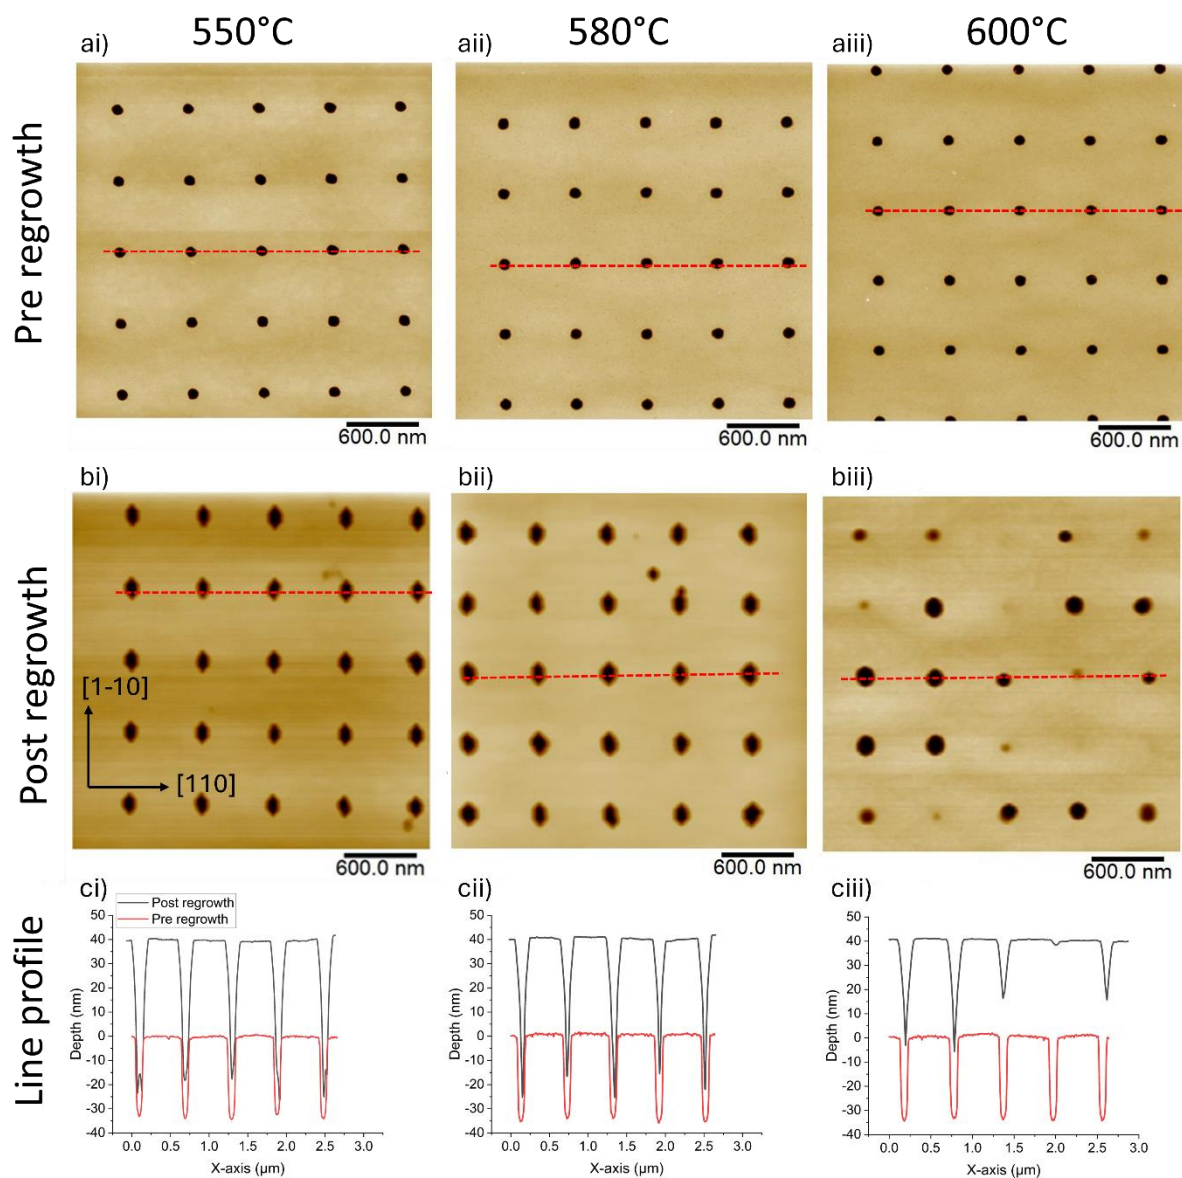 550°C 580°C 600°C
ai) aii) aiii)
Pre regrowth
600.0 nm 600.0 nm 600.0 nm
bi) bii) biii)
Post regrowth
[1-10]
[110]
600.0 nm 600.0 nm 600.0 nm
ci) cii) ciii)
Line profile
Post regrowth
Pre regrowth
Depth (nm)
50
40
30
20
10
0
-10
-20
-30
-40
0.0 0.5 1.0 1.5 2.0 2.5 3.0
X-axis (µm)
Depth (nm)
50
40
30
20
10
0
-10
-20
-30
-40
0.0 0.5 1.0 1.5 2.0 2.5 3.0
X-axis (µm)
Depth (nm)
50
40
30
20
10
0
-10
-20
-30
-40
0.0 0.5 1.0 1.5 2.0 2.5 3.0
X-axis (µm)